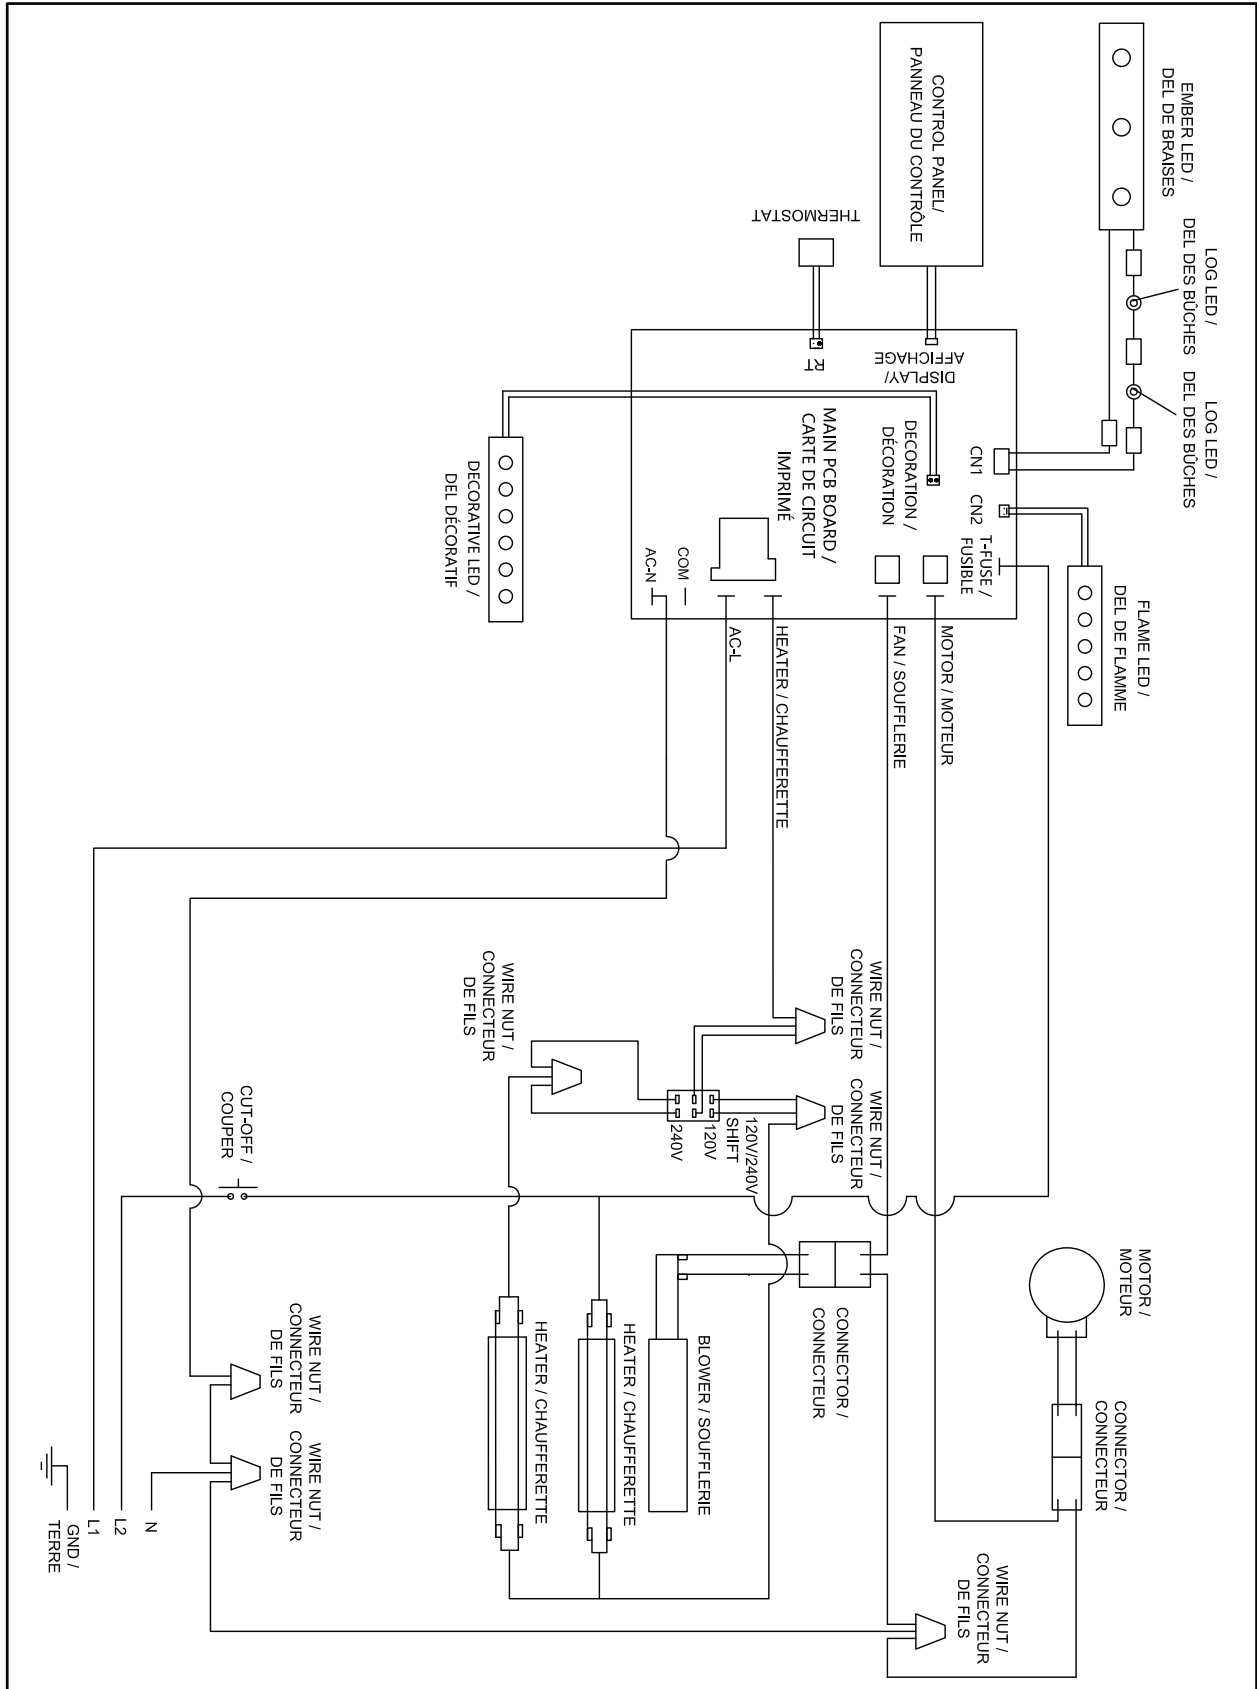 EMBER LED /
DEL DE BRAISES
LOG LED /
DEL DES BÛCHES
LOG LED /
DEL DES BÛCHES
CONTROL PANEL/
PANNEAU DU CONTRÔLE
THERMOSTAT
RT
DISPLAY/
AFFICHAGE
CN1
CN2
T-FUSE /
FUSIBLE
DECORATION /
DÉCORATION
MAIN PCB BOARD /
CARTE DE CIRCUIT
IMPRIMÉ
COM
AC-N
DECORATIVE LED /
DEL DÉCORATIF
FLAME LED /
DEL DE FLAMME
MOTOR / MOTEUR
FAN / SOUFFLERIE
HEATER / CHAUFFERETTE
AC-L
WIRE NUT /
CONNECTEUR
DE FILS
WIRE NUT /
CONNECTEUR
DE FILS
WIRE NUT /
CONNECTEUR
DE FILS
120V/240V
SHIFT
120V
240V
CUT-OFF /
COUPER
MOTOR /
MOTEUR
CONNECTOR /
CONNECTEUR
CONNECTOR /
CONNECTEUR
BLOWER / SOUFFLERIE
HEATER / CHAUFFERETTE
HEATER / CHAUFFERETTE
WIRE NUT /
CONNECTEUR
DE FILS
WIRE NUT /
CONNECTEUR
DE FILS
WIRE NUT /
CONNECTEUR
DE FILS
N
L2
L1
GND /
TERRE